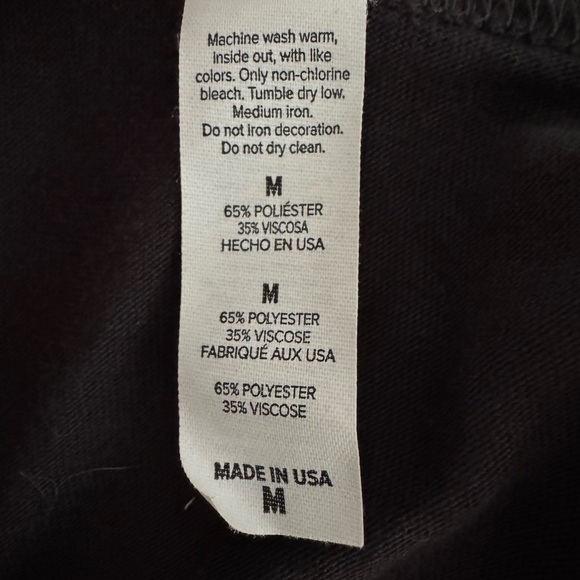 Machine wash warm,
inside out, with like
colors. Only non-chlorine
bleach. Tumble dry low.
Medium iron.
Do not iron decoration.
Do not dry clean.
M
65% POLIÉSTER
35% VISCOSA
HECHO EN USA
M
65% POLYESTER
35% VISCOSE
FABRIQUÉ AUX USA
65% POLYESTER
35% VISCOSE
MADE IN USA
M